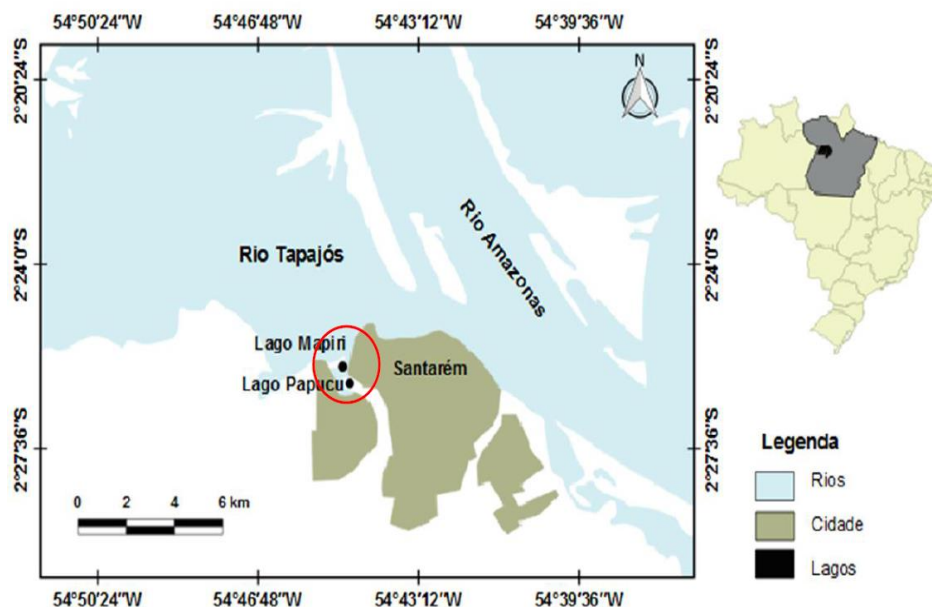 54°50'24"W 54°46'48"W 54°43'12"W 54°39'36"W
2°20'24"S
2°20'24"S
N
Rio Tapajós
Rio Amazonas
2°24'0"S
2°24'0"S
Lago Mapiri
Lago Papucu
Santarém
2°27'36"S
2°27'36"S
0 2 4 6 km
54°50'24"W 54°46'48"W 54°43'12"W 54°39'36"W
Legenda
Rios
Cidade
Lagos